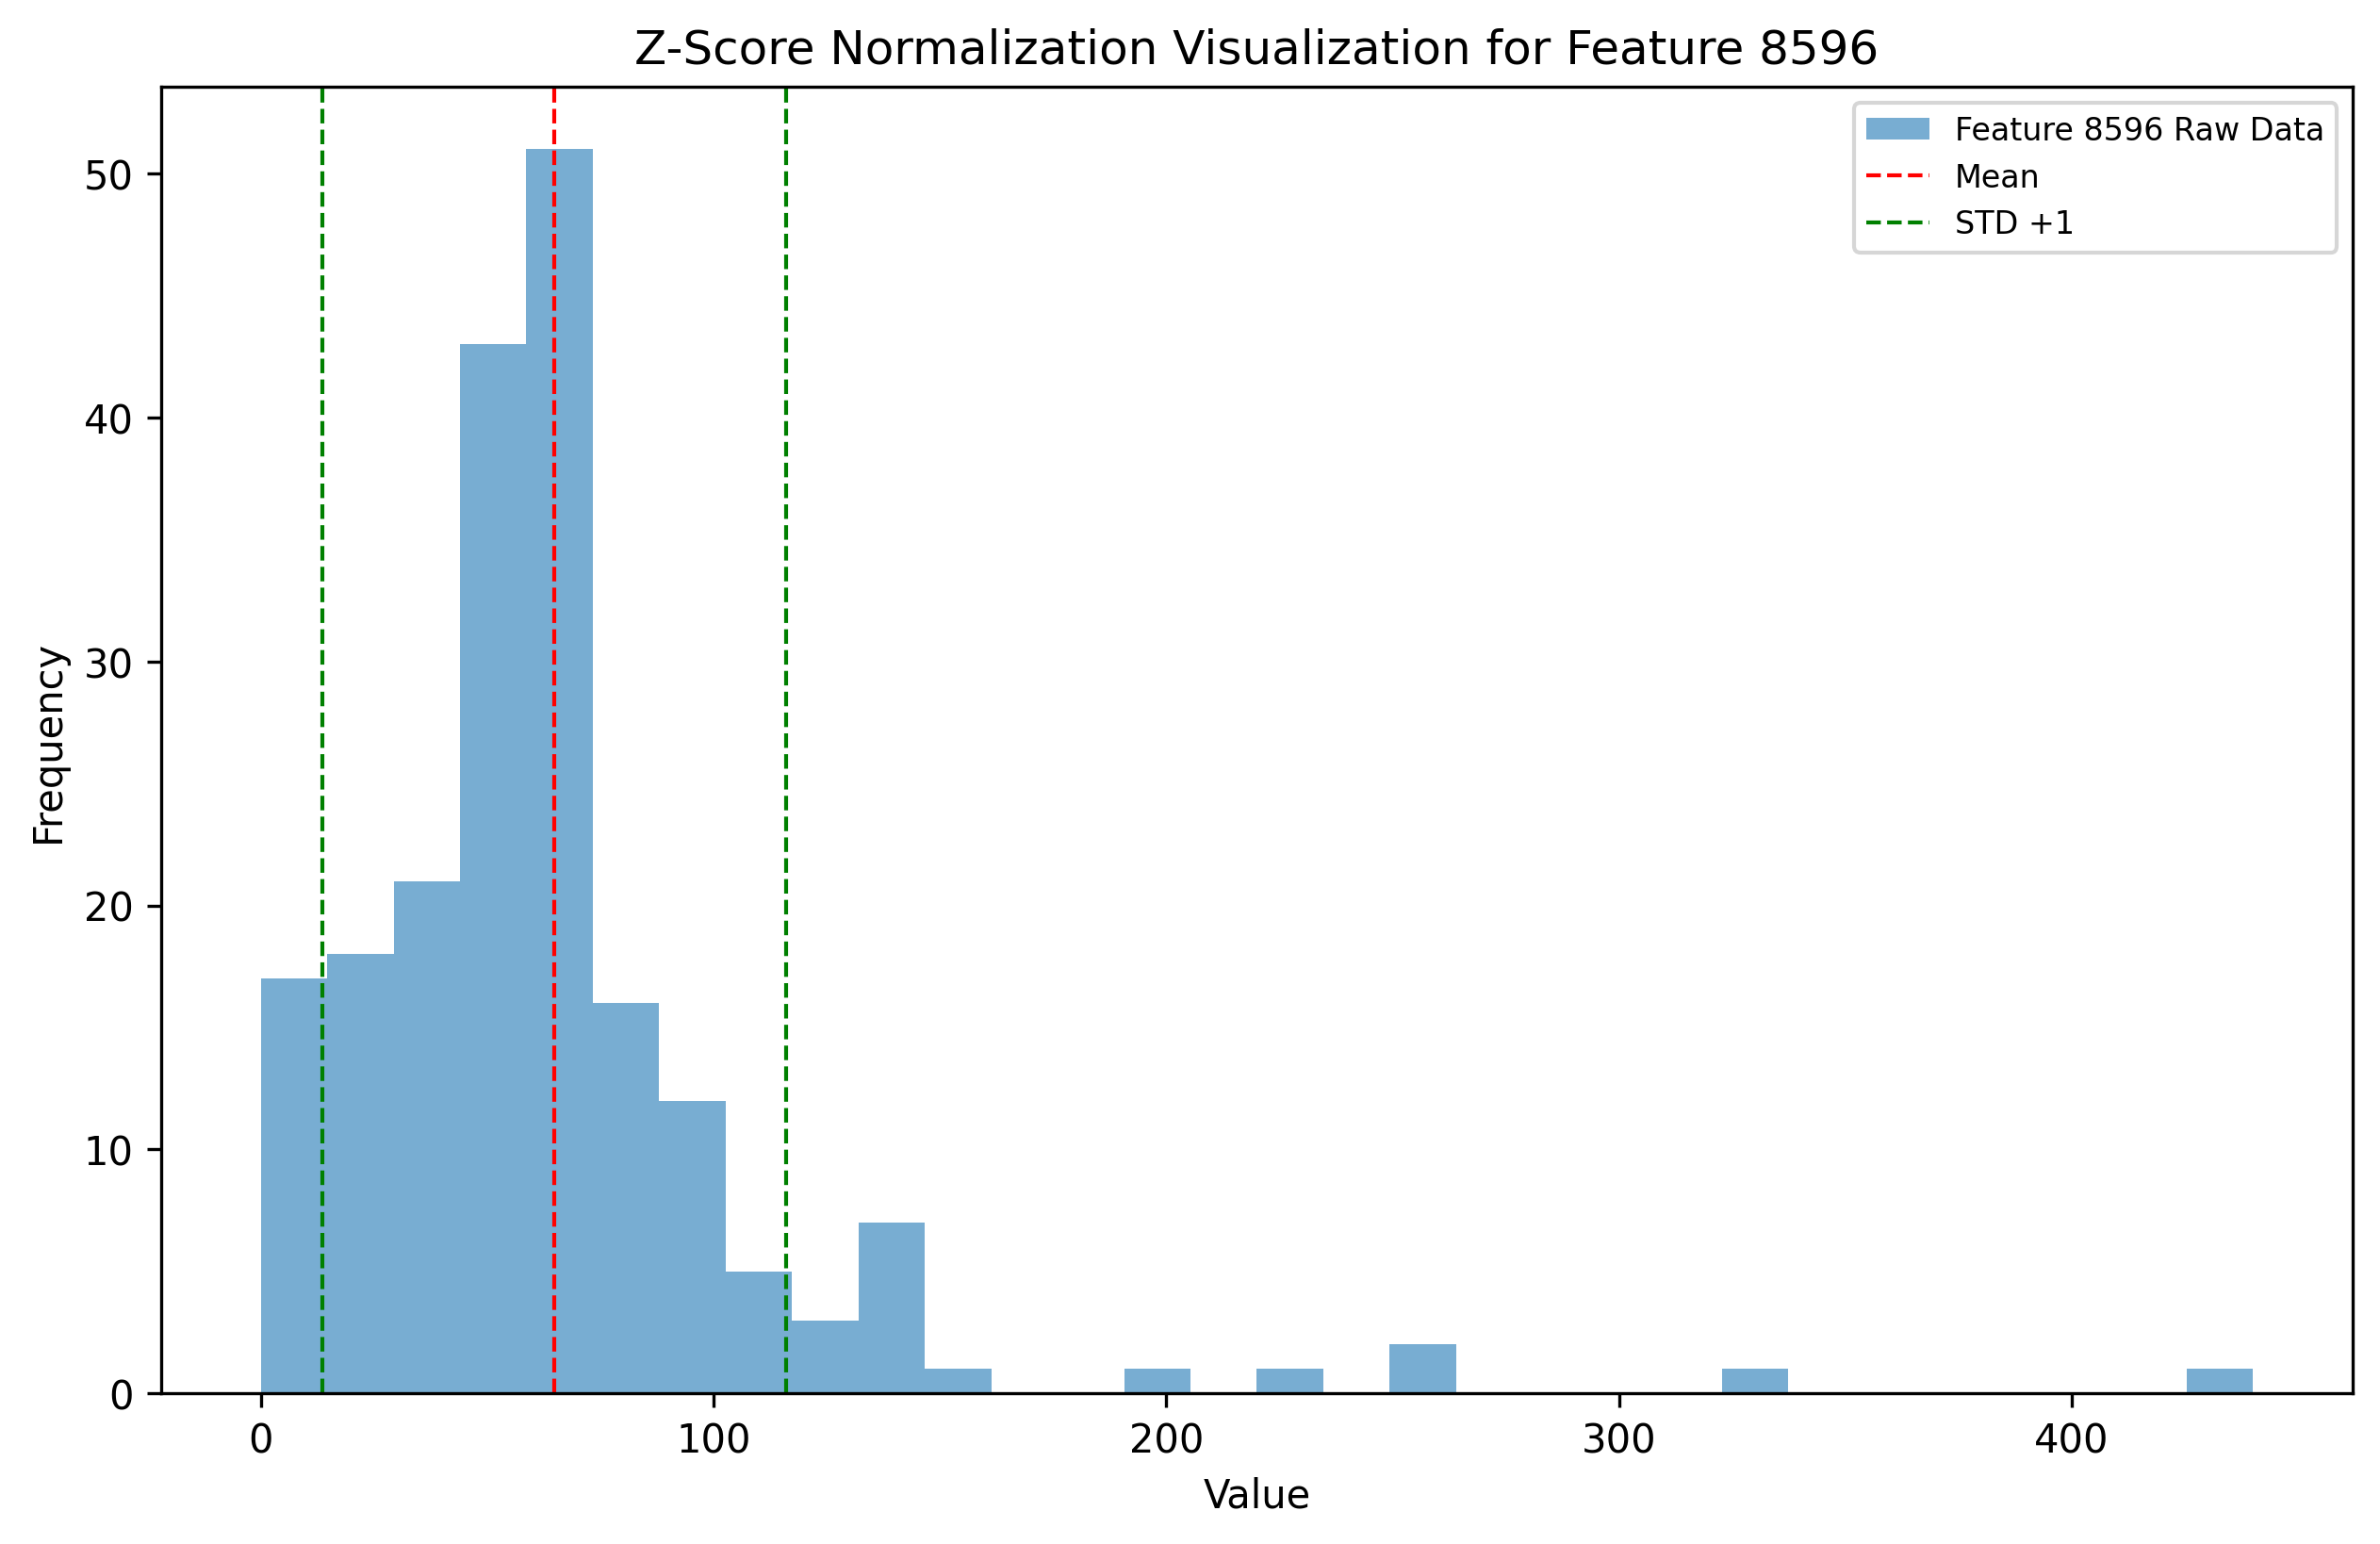 Z-Score Normalization Visualization for Feature 8596
Feature 8596 Raw Data
Mean
STD +1
50
40
30
20
10
0
Frequency
0 100 200 300 400
Value